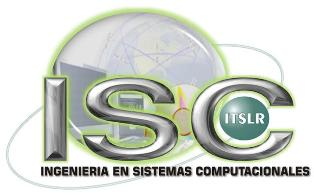 ISC
ITSLR
INGENIERIA EN SISTEMAS COMPUTACIONALES